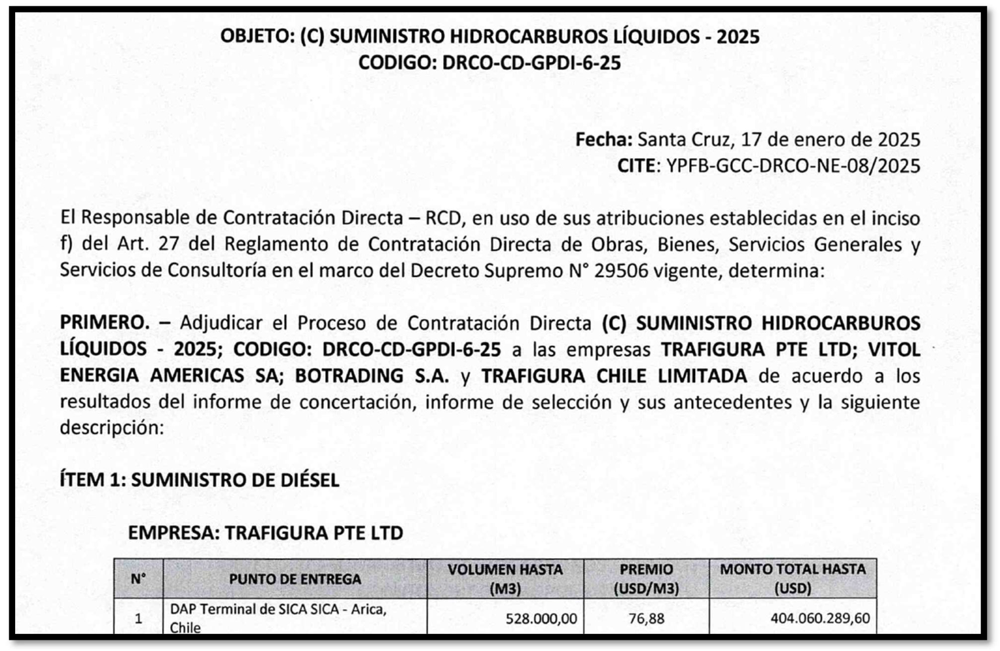 OBJETO: (C) SUMINISTRO HIDROCARBUROS LÍQUIDOS - 2025
CODIGO: DRCO-CD-GPDI-6-25
Fecha: Santa Cruz, 17 de enero de 2025
CITE: YPFB-GCC-DRCO-NE-08/2025
El Responsable de Contratación Directa – RCD, en uso de sus atribuciones establecidas en el inciso
f) del Art. 27 del Reglamento de Contratación Directa de Obras, Bienes, Servicios Generales y
Servicios de Consultoría en el marco del Decreto Supremo N° 29506 vigente, determina:
PRIMERO. – Adjudicar el Proceso de Contratación Directa (C) SUMINISTRO HIDROCARBUROS
LÍQUIDOS - 2025; CODIGO: DRCO-CD-GPDI-6-25 a las empresas TRAFIGURA PTE LTD; VITOL
ENERGIA AMERICAS SA; BOTRADING S.A. y TRAFIGURA CHILE LIMITADA de acuerdo a los
resultados del informe de concertación, informe de selección y sus antecedentes y la siguiente
descripción:
ÍTEM 1: SUMINISTRO DE DIÉSEL
EMPRESA: TRAFIGURA PTE LTD
N° PUNTO DE ENTREGA VOLUMEN HASTA (M3) PREMIO (USD/M3) MONTO TOTAL HASTA (USD)
1 DAP Terminal de SICA SICA - Arica, Chile 528.000,00 76,88 404.060.289,60